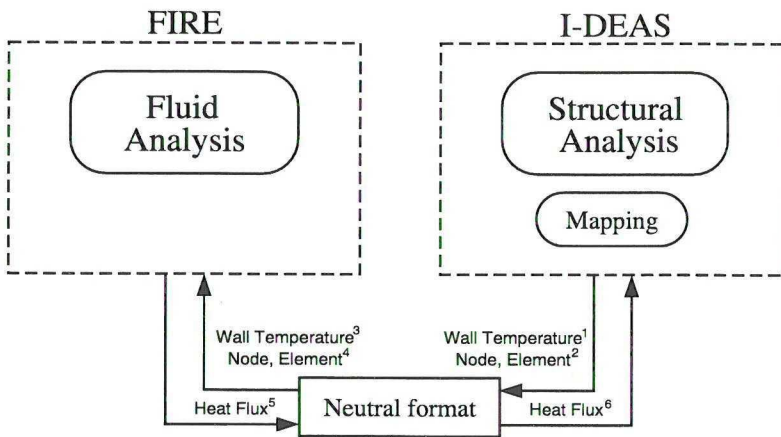 FIRE
Fluid
Analysis
I-DEAS
Structural
Analysis
Mapping
Wall Temperature³
Node, Element⁴
Wall Temperature¹
Node, Element²
Heat Flux⁵
Neutral format
Heat Flux⁶